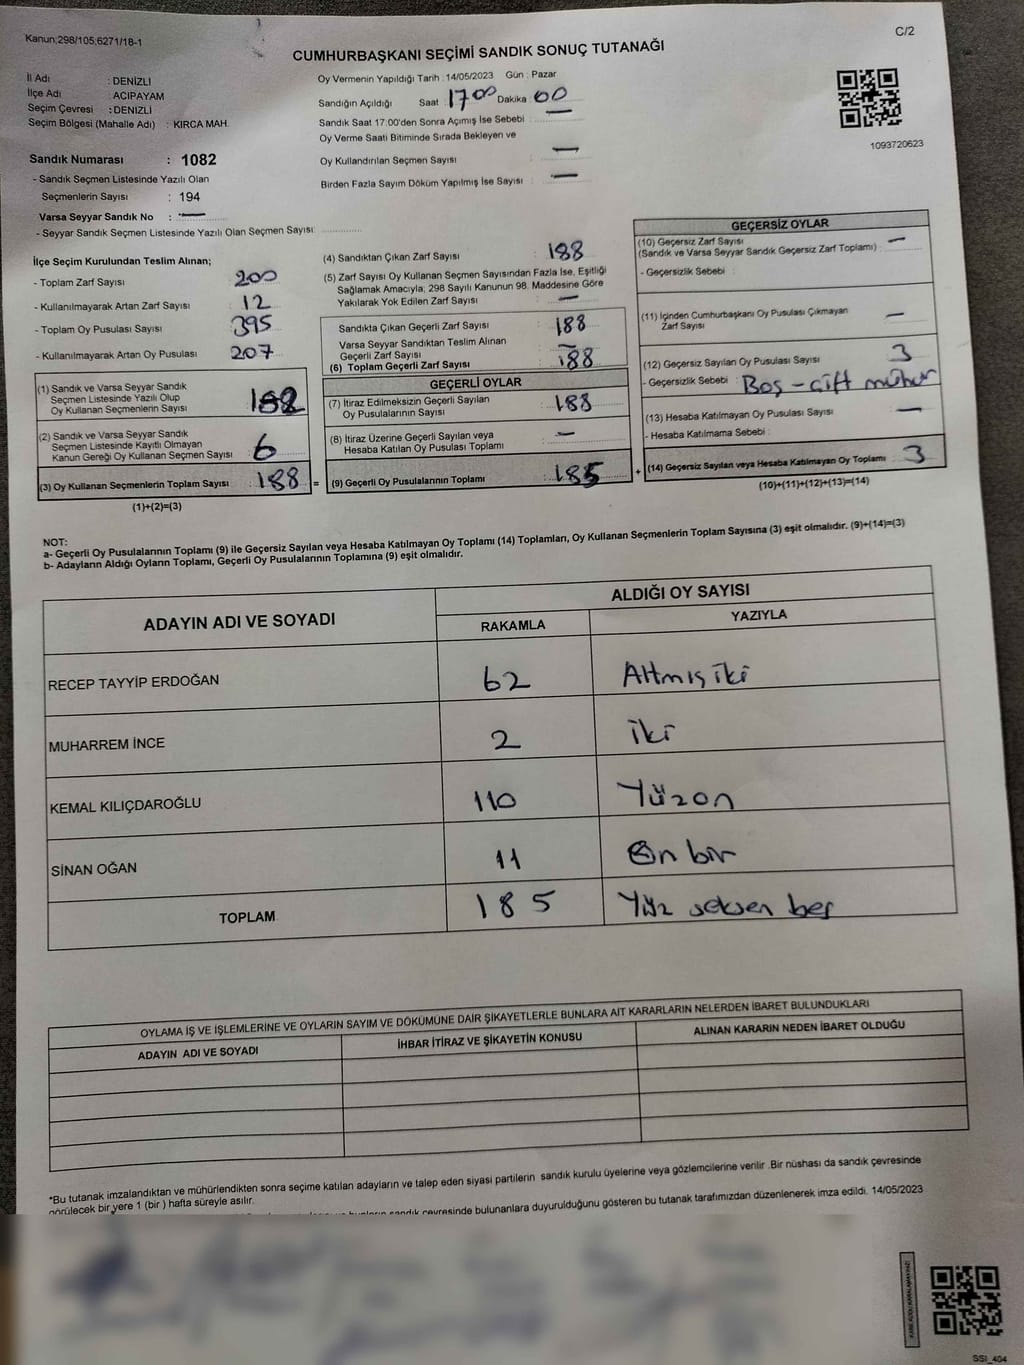 Kanun;298/105;6271/18-1
C/2
CUMHURBAŞKANI SEÇİMİ SANDIK SONUÇ TUTANAĞI
İl Adı : DENİZLİ
İlçe Adı : ACIPAYAM
Seçim Çevresi : DENİZLİ
Seçim Bölgesi (Mahalle Adı) : KIRCA MAH.
Sandık Numarası : 1082
- Sandık Seçmen Listesinde Yazılı Olan
Seçmenlerin Sayısı : 194
Varsa Seyyar Sandık No : —
- Seyyar Sandık Seçmen Listesinde Yazılı Olan Seçmen Sayısı:
Oy Vermenin Yapıldığı Tarih : 14/05/2023 Gün : Pazar
Sandığın Açıldığı Saat : 17 00 Dakika : 00
Sandık Saat 17:00'den Sonra Açımış İse Sebebi : —
Oy Verme Saati Bitiminde Sırada Bekleyen ve
Oy Kullandırılan Seçmen Sayısı : —
Birden Fazla Sayım Döküm Yapılmış İse Sayısı : —
1093720623
İlçe Seçim Kurulundan Teslim Alınan;
- Toplam Zarf Sayısı : 200
- Kullanılmayarak Artan Zarf Sayısı : 12
- Toplam Oy Pusulası Sayısı : 395
- Kullanılmayarak Artan Oy Pusulası : 207
(1) Sandık ve Varsa Seyyar Sandık
Seçmen Listesinde Yazılı Olup
Oy Kullanan Seçmenlerin Sayısı : 182
(2) Sandık ve Varsa Seyyar Sandık
Seçmen Listesinde Kayıtlı Olmayan
Kanun Gereği Oy Kullanan Seçmen Sayısı : 6
(3) Oy Kullanan Seçmenlerin Toplam Sayısı : 188 =
(1)+(2)=(3)
(4) Sandıktan Çıkan Zarf Sayısı : 188
(5) Zarf Sayısı Oy Kullanan Seçmen Sayısından Fazla İse, Eşitliği
Sağlamak Amacıyla; 298 Sayılı Kanunun 98. Maddesine Göre
Yakılarak Yok Edilen Zarf Sayısı : —
Sandıkta Çıkan Geçerli Zarf Sayısı : 188
Varsa Seyyar Sandıktan Teslim Alınan
Geçerli Zarf Sayısı : —
(6) Toplam Geçerli Zarf Sayısı : 188
GEÇERLİ OYLAR
(7) İtiraz Edilmeksizin Geçerli Sayılan
Oy Pusulalarının Sayısı : 188
(8) İtiraz Üzerine Geçerli Sayılan veya
Hesaba Katılan Oy Pusulası Toplamı : —
(9) Geçerli Oy Pusulalarının Toplamı : 185 +
GEÇERSİZ OYLAR
(10) Geçersiz Zarf Sayısı
(Sandık ve Varsa Seyyar Sandık Geçersiz Zarf Toplamı) : —
- Geçersizlik Sebebi :
(11) İçinden Cumhurbaşkanı Oy Pusulası Çıkmayan
Zarf Sayısı : —
(12) Geçersiz Sayılan Oy Pusulası Sayısı : 3
- Geçersizlik Sebebi : Boş - çift mühür
(13) Hesaba Katılmayan Oy Pusulası Sayısı : —
- Hesaba Katılmama Sebebi :
(14) Geçersiz Sayılan veya Hesaba Katılmayan Oy Toplamı : 3
(10)+(11)+(12)+(13)=(14)
NOT:
a- Geçerli Oy Pusulalarının Toplamı (9) ile Geçersiz Sayılan veya Hesaba Katılmayan Oy Toplamı (14) Toplamları, Oy Kullanan Seçmenlerin Toplam Sayısına (3) eşit olmalıdır. (9)+(14)=(3)
b- Adayların Aldığı Oyların Toplamı, Geçerli Oy Pusulalarının Toplamına (9) eşit olmalıdır.
ADAYIN ADI VE SOYADI
ALDIĞI OY SAYISI
RAKAMLA YAZIYLA
RECEP TAYYİP ERDOĞAN 62 Altmış iki
MUHARREM İNCE 2 iki
KEMAL KILIÇDAROĞLU 110 Yüzon
SİNAN OĞAN 11 On bir
TOPLAM 185 Yüz seksen beş
OYLAMA İŞ VE İŞLEMLERİNE VE OYLARIN SAYIM VE DÖKÜMÜNE DAİR ŞİKAYETLERLE BUNLARA AİT KARARLARIN NELERDEN İBARET BULUNDUKLARI
ADAYIN ADI VE SOYADI İHBAR İTİRAZ VE ŞİKAYETİN KONUSU ALINAN KARARIN NEDEN İBARET OLDUĞU
*Bu tutanak imzalandıktan ve mühürlendikten sonra seçime katılan adayların ve talep eden siyasi partilerin sandık kurulu üyelerine veya gözlemcilerine verilir .Bir nüshası da sandık çevresinde
görülecek bir yere 1 (bir ) hafta süreyle asılır.
sandık çevresinde bulunanlara duyurulduğunu gösteren bu tutanak tarafımızdan düzenlenerek imza edildi. 14/05/2023
SSI_404